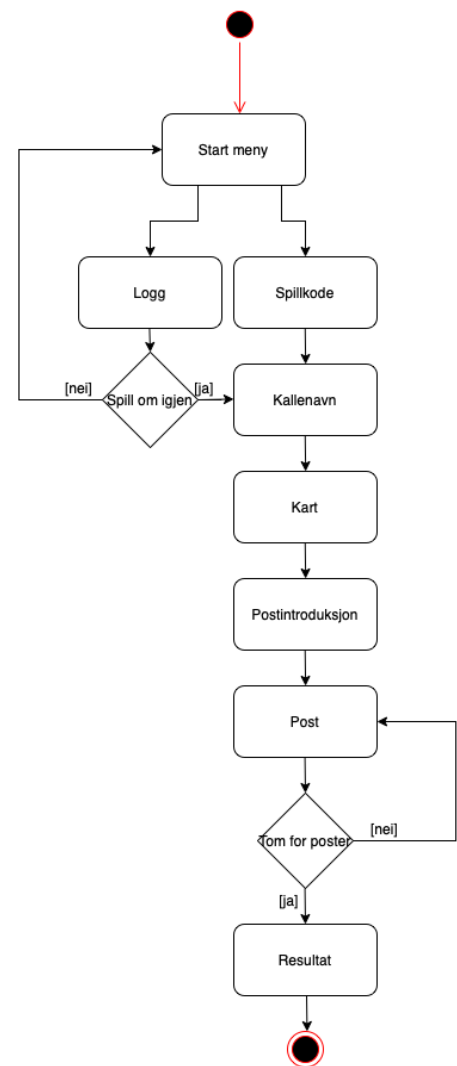 Start meny
Logg
Spillkode
[nei]
Spill om igjen
[ja]
Kallenavn
Kart
Postintroduksjon
Post
Tom for poster
[nei]
[ja]
Resultat